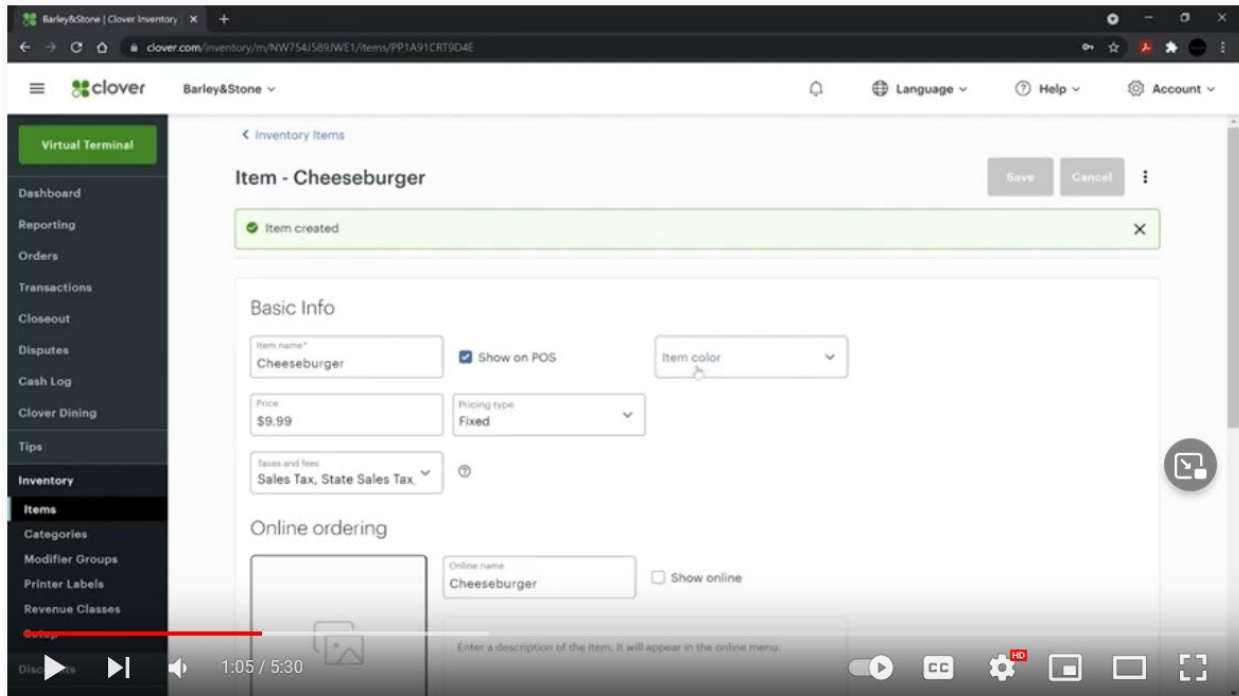 Barley&Stone | Clover Inventory
clover.com/inventory/m/NW754J589JWE1/items/PP1A91CRT9D4E
clover
Barley&Stone
Language
Help
Account
Virtual Terminal
Dashboard
Reporting
Orders
Transactions
Closeout
Disputes
Cash Log
Clover Dining
Tips
Inventory
Items
Categories
Modifier Groups
Printer Labels
Revenue Classes
Setup
Discounts
Inventory Items
Item - Cheeseburger
Save
Cancel
Item created
Basic Info
Item name*
Cheeseburger
Show on POS
Item color
Price
$9.99
Pricing type
Fixed
Taxes and fees
Sales Tax, State Sales Tax,
Online ordering
Online name
Cheeseburger
Show online
Enter a description of the item. It will appear in the online menu.
1:05 / 5:30
CC
HD